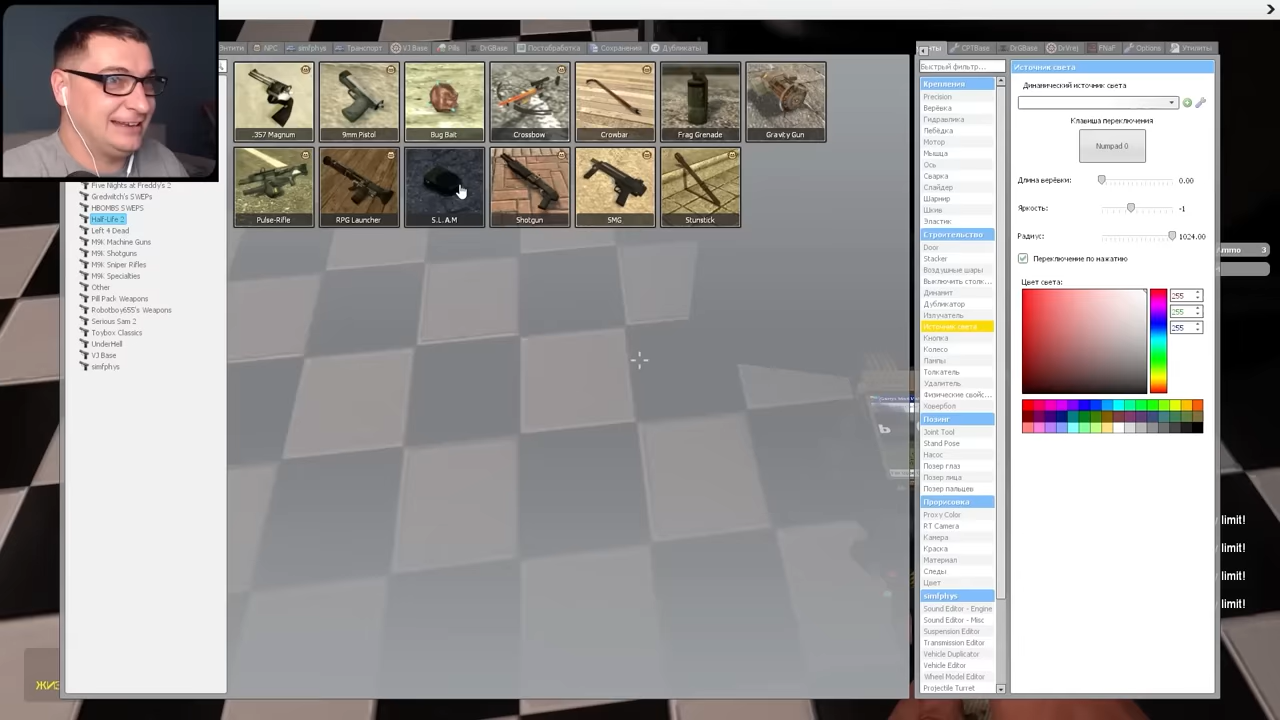 NPC
simfphys
Транспорт
VJ Base
Pills
DrGBase
Постобработка
Сохранения
Дубликаты
CPTBase
DrGBase
DrVrej
FNaF
Options
Утилиты
.357 Magnum
9mm Pistol
Bug Bait
Crossbow
Crowbar
Frag Grenade
Gravity Gun
Pulse-Rifle
RPG Launcher
S.L.A.M
Shotgun
SMG
Stunstick
Five Nights at Freddy's 2
Gredwitch's SWEPs
HBOMBS SWEPS
Half-Life 2
Left 4 Dead
M9k Machine Guns
M9k Shotguns
M9k Sniper Rifles
M9k Specialties
Other
Pill Pack Weapons
Robotboy655's Weapons
Serious Sam 2
Toybox Classics
UnderHell
VJ Base
simfphys
Быстрый фильтр...
Крепления
Precision
Верёвка
Гидравлика
Лебёдка
Мотор
Мышца
Ось
Сварка
Слайдер
Шарнир
Шкив
Эластик
Строительство
Door
Stacker
Воздушные шары
Выключить столк...
Динамит
Дубликатор
Излучатель
Источник света
Кнопка
Колесо
Лампы
Толкатель
Удалитель
Физические свойс...
Ховербол
Позинг
Joint Tool
Stand Pose
Насос
Позер глаз
Позер лица
Позер пальцев
Прорисовка
Proxy Color
RT Camera
Камера
Краска
Материал
Следы
Цвет
simfphys
Sound Editor - Engine
Sound Editor - Misc
Suspension Editor
Transmission Editor
Vehicle Duplicator
Vehicle Editor
Wheel Model Editor
Projectile Turret
Источник света
Динамический источник света
Клавиша переключения
Numpad 0
Длина верёвки: 0.00
Яркость: -1
Радиус: 1024.00
Переключение по нажатию
Цвет света:
255
255
255
Ammo 3
limit!
limit!
limit!
limit!